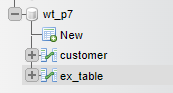 wt_p7
New
customer
ex_table